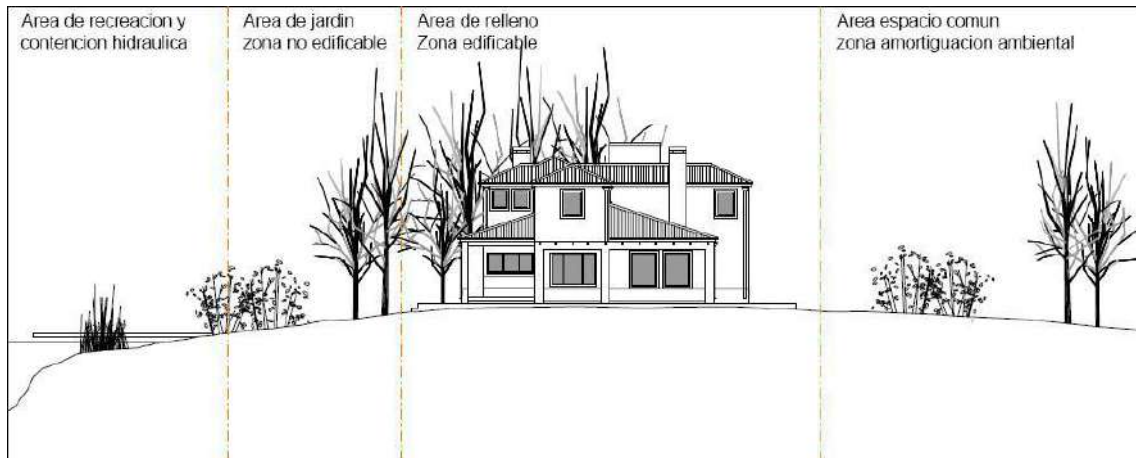 Area de recreacion y
contencion hidraulica
Area de jardin
zona no edificable
Area de relleno
Zona edificable
Area espacio comun
zona amortiguacion ambiental